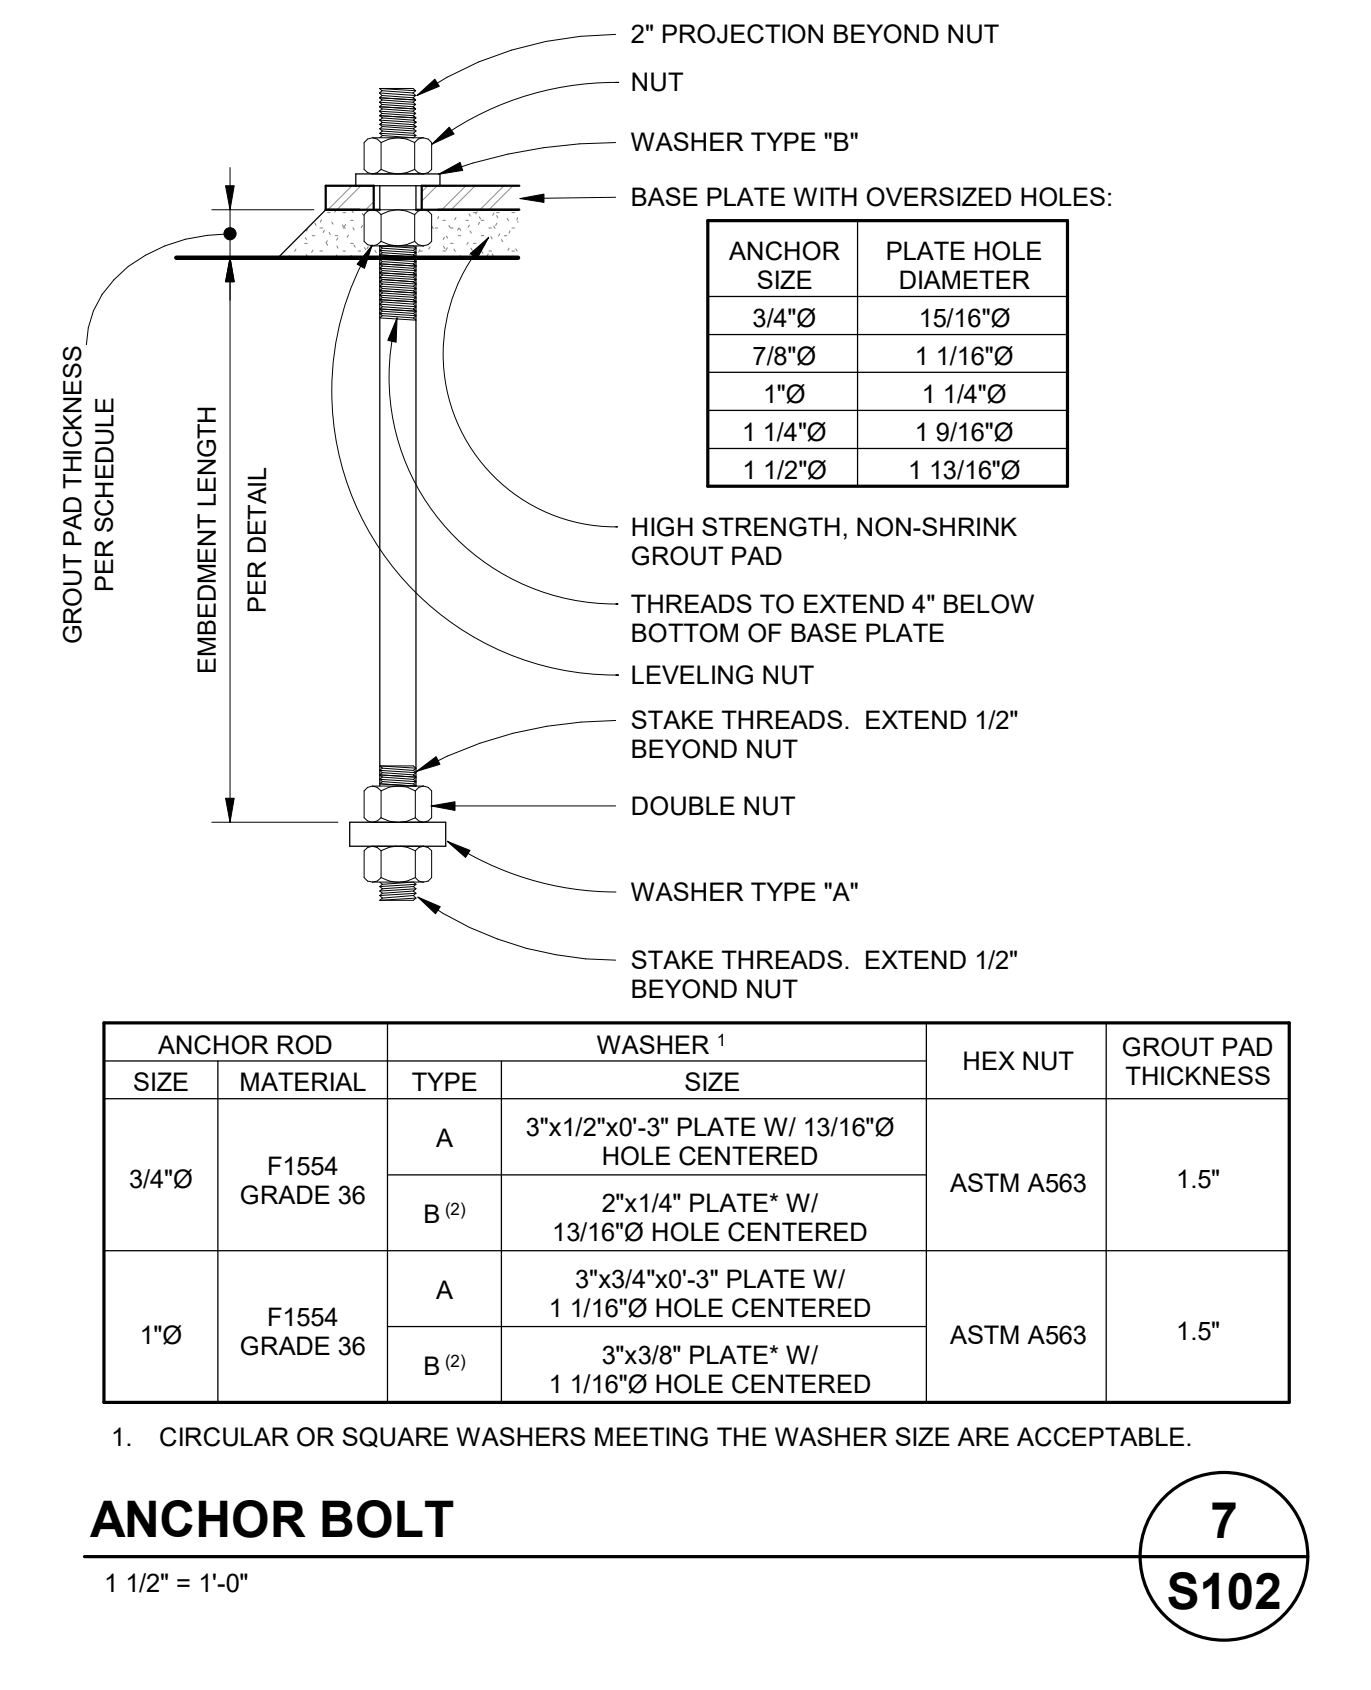 2" PROJECTION BEYOND NUT
NUT
WASHER TYPE "B"
BASE PLATE WITH OVERSIZED HOLES:
ANCHOR SIZE PLATE HOLE DIAMETER
3/4"Ø 15/16"Ø
7/8"Ø 1 1/16"Ø
1"Ø 1 1/4"Ø
1 1/4"Ø 1 9/16"Ø
1 1/2"Ø 1 13/16"Ø
GROUT PAD THICKNESS
PER SCHEDULE
EMBEDMENT LENGTH
PER DETAIL
HIGH STRENGTH, NON-SHRINK
GROUT PAD
THREADS TO EXTEND 4" BELOW
BOTTOM OF BASE PLATE
LEVELING NUT
STAKE THREADS. EXTEND 1/2"
BEYOND NUT
DOUBLE NUT
WASHER TYPE "A"
STAKE THREADS. EXTEND 1/2"
BEYOND NUT
ANCHOR ROD WASHER 1 HEX NUT GROUT PAD THICKNESS
SIZE MATERIAL TYPE SIZE
3/4"Ø
F1554
GRADE 36
A
3"x1/2"x0'-3" PLATE W/ 13/16"Ø
HOLE CENTERED
B (2)
2"x1/4" PLATE* W/
13/16"Ø HOLE CENTERED
ASTM A563
1.5"
1"Ø
F1554
GRADE 36
A
3"x3/4"x0'-3" PLATE W/
1 1/16"Ø HOLE CENTERED
B (2)
3"x3/8" PLATE* W/
1 1/16"Ø HOLE CENTERED
ASTM A563
1.5"
1. CIRCULAR OR SQUARE WASHERS MEETING THE WASHER SIZE ARE ACCEPTABLE.
ANCHOR BOLT
7
1 1/2" = 1'-0"
S102